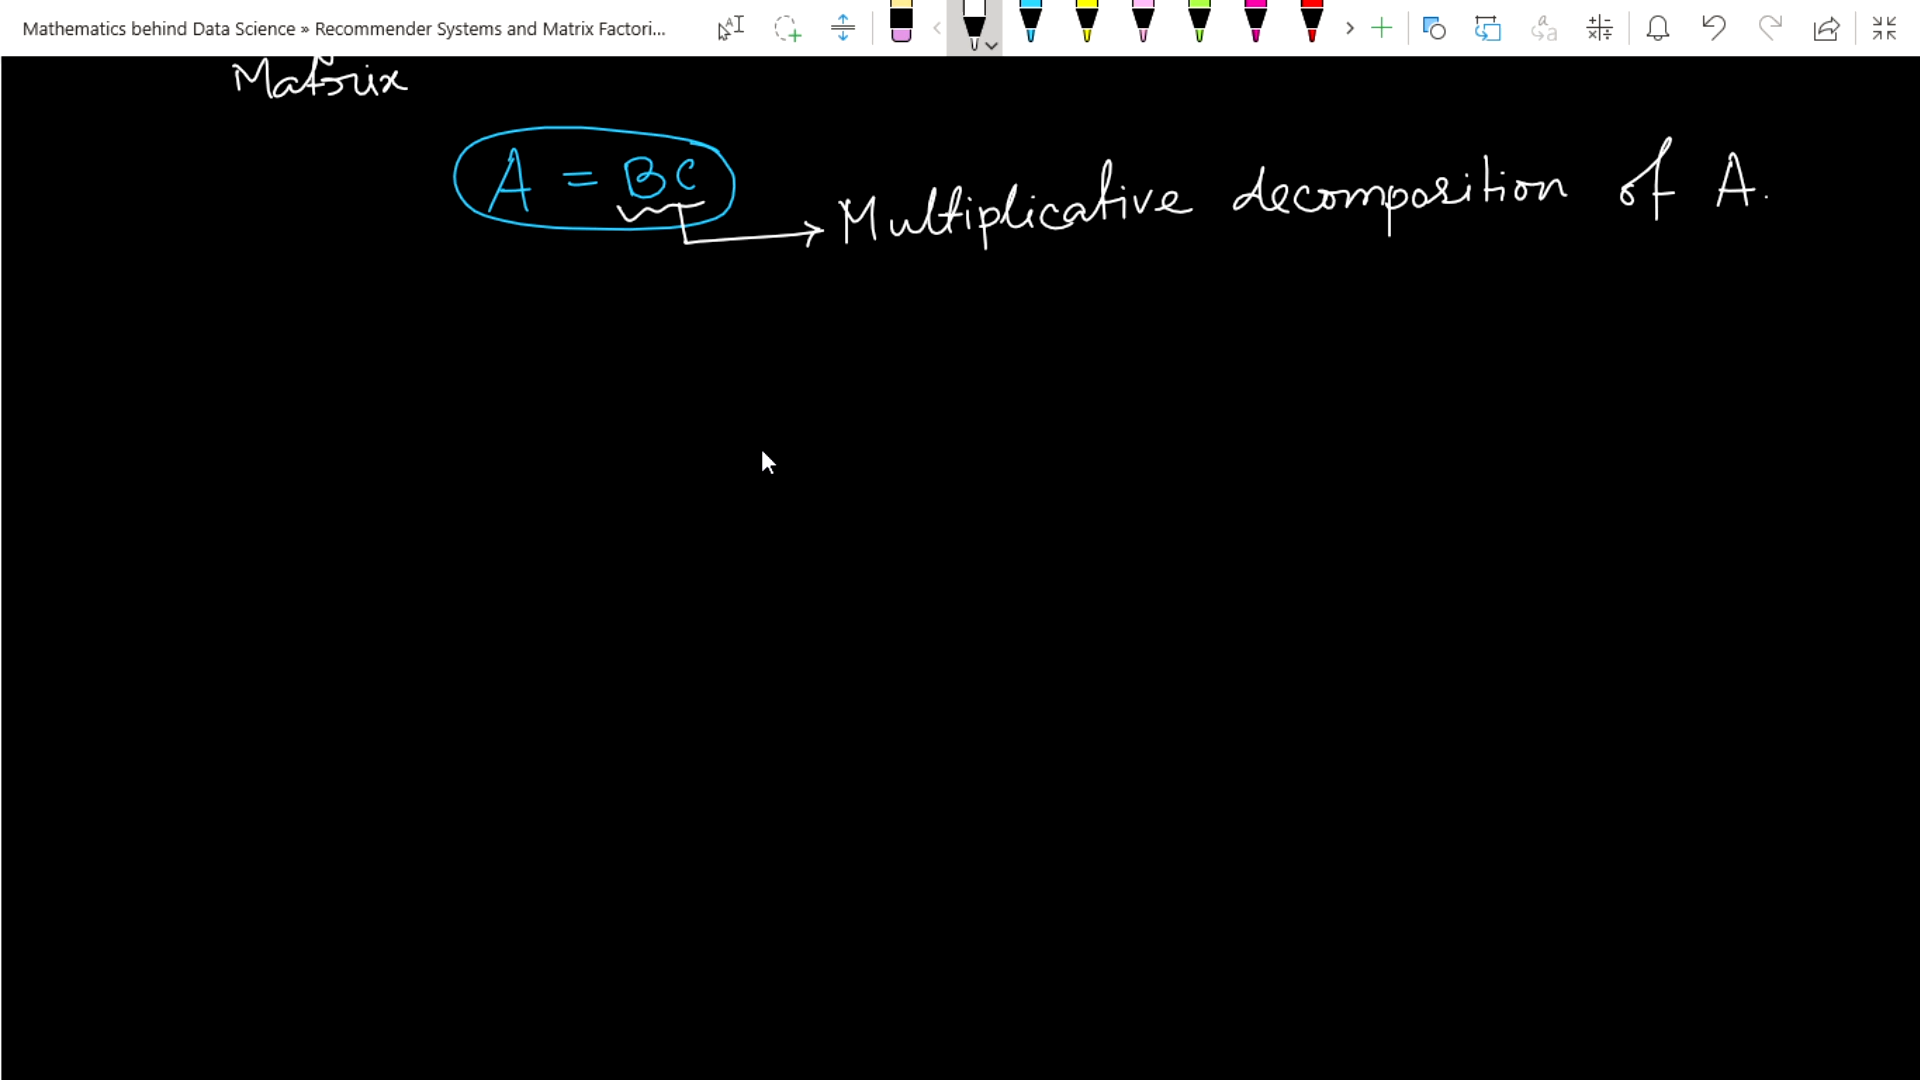 Mathematics behind Data Science » Recommender Systems and Matrix Factori...
Matrix
A = BC
Multiplicative decomposition of A.